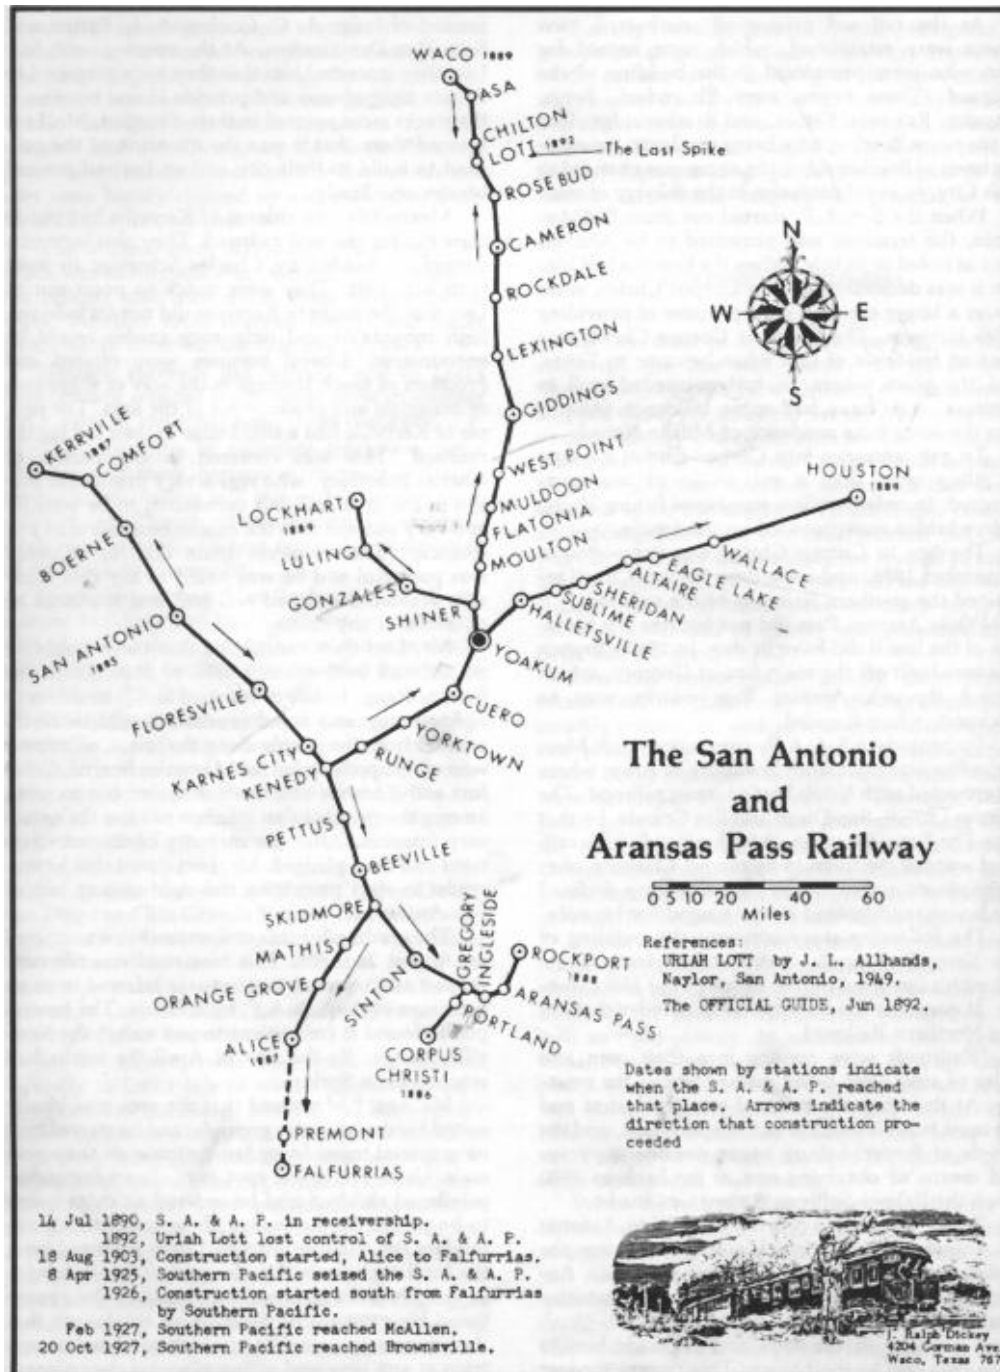 WACO 1889
ASA
CHILTON
LOTT 1892 The Last Spike
ROSEBUD
CAMERON
ROCKDALE
LEXINGTON
GIDDINGS
WEST POINT
MULDOON
FLATONIA
MOULTON
N
W E
S
KERRVILLE
1887
COMFORT
BOERNE
SAN ANTONIO
1885
LOCKHART
1889
LULING
GONZALES
SHINER
HOUSTON
WALLACE
EAGLE LAKE
ALTAIRE
SHERIDAN
SUBLIME
HALLETSVILLE
YOAKUM
CUERO
YORKTOWN
RUNGE
FLORESVILLE
KARNES CITY
KENEDY
PETTUS
BEEVILLE
SKIDMORE
MATHIS
ORANGE GROVE
ALICE
1887
PREMONT
FALFURRIAS
SINTON
GREGORY
INGLESIDE
ROCKPORT
1888
ARANSAS PASS
PORTLAND
CORPUS
CHRISTI
1886
The San Antonio
and
Aransas Pass Railway
0 5 10 20 40 60
Miles
References:
URIAH LOTT by J. L. Allhands,
Naylor, San Antonio, 1949.
The OFFICIAL GUIDE, Jun 1892.
Dates shown by stations indicate
when the S. A. & A. P. reached
that place. Arrows indicate the
direction that construction pro-
ceeded
14 Jul 1890, S. A. & A. P. in receivership.
1892, Uriah Lott lost control of S. A. & A. P.
18 Aug 1903, Construction started, Alice to Falfurrias.
8 Apr 1925, Southern Pacific seized the S. A. & A. P.
1926, Construction started south from Falfurrias
by Southern Pacific.
Feb 1927, Southern Pacific reached McAllen.
20 Oct 1927, Southern Pacific reached Brownsville.
J. Ralph Dickey
4204 Gorman Ave
Waco, Texas